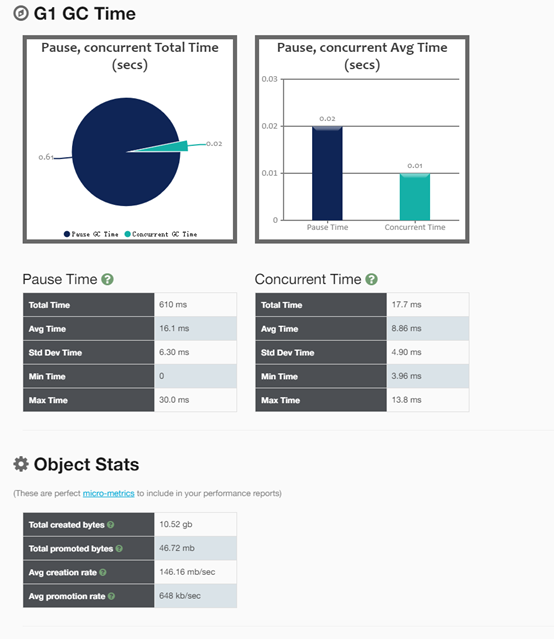 G1 GC Time
Pause, concurrent Total Time
(secs)
0.61
0.02
Pause GC Time Concurrent GC Time
Pause, concurrent Avg Time
(secs)
0.03
0.02
0.01
0
0.02
0.01
Pause Time
Concurrent Time
Pause Time ?
Total Time 610 ms
Avg Time 16.1 ms
Std Dev Time 6.30 ms
Min Time 0
Max Time 30.0 ms
Concurrent Time ?
Total Time 17.7 ms
Avg Time 8.86 ms
Std Dev Time 4.90 ms
Min Time 3.96 ms
Max Time 13.8 ms
Object Stats
(These are perfect micro-metrics to include in your performance reports)
Total created bytes ? 10.52 gb
Total promoted bytes ? 46.72 mb
Avg creation rate ? 146.16 mb/sec
Avg promotion rate ? 648 kb/sec